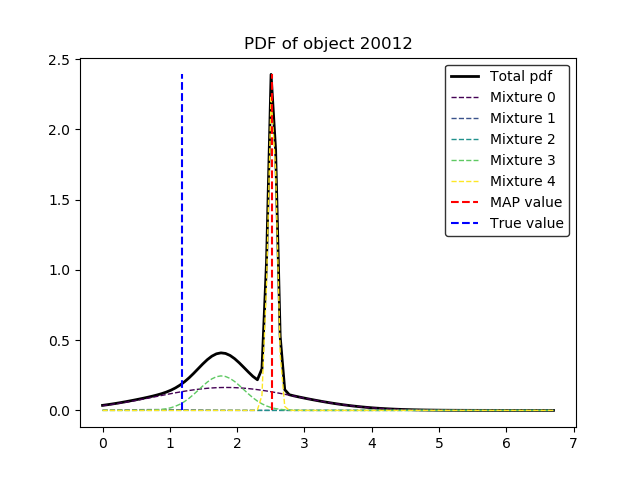 PDF of object 20012
2.5
2.0
1.5
1.0
0.5
0.0
0 1 2 3 4 5 6 7
Total pdf
Mixture 0
Mixture 1
Mixture 2
Mixture 3
Mixture 4
MAP value
True value